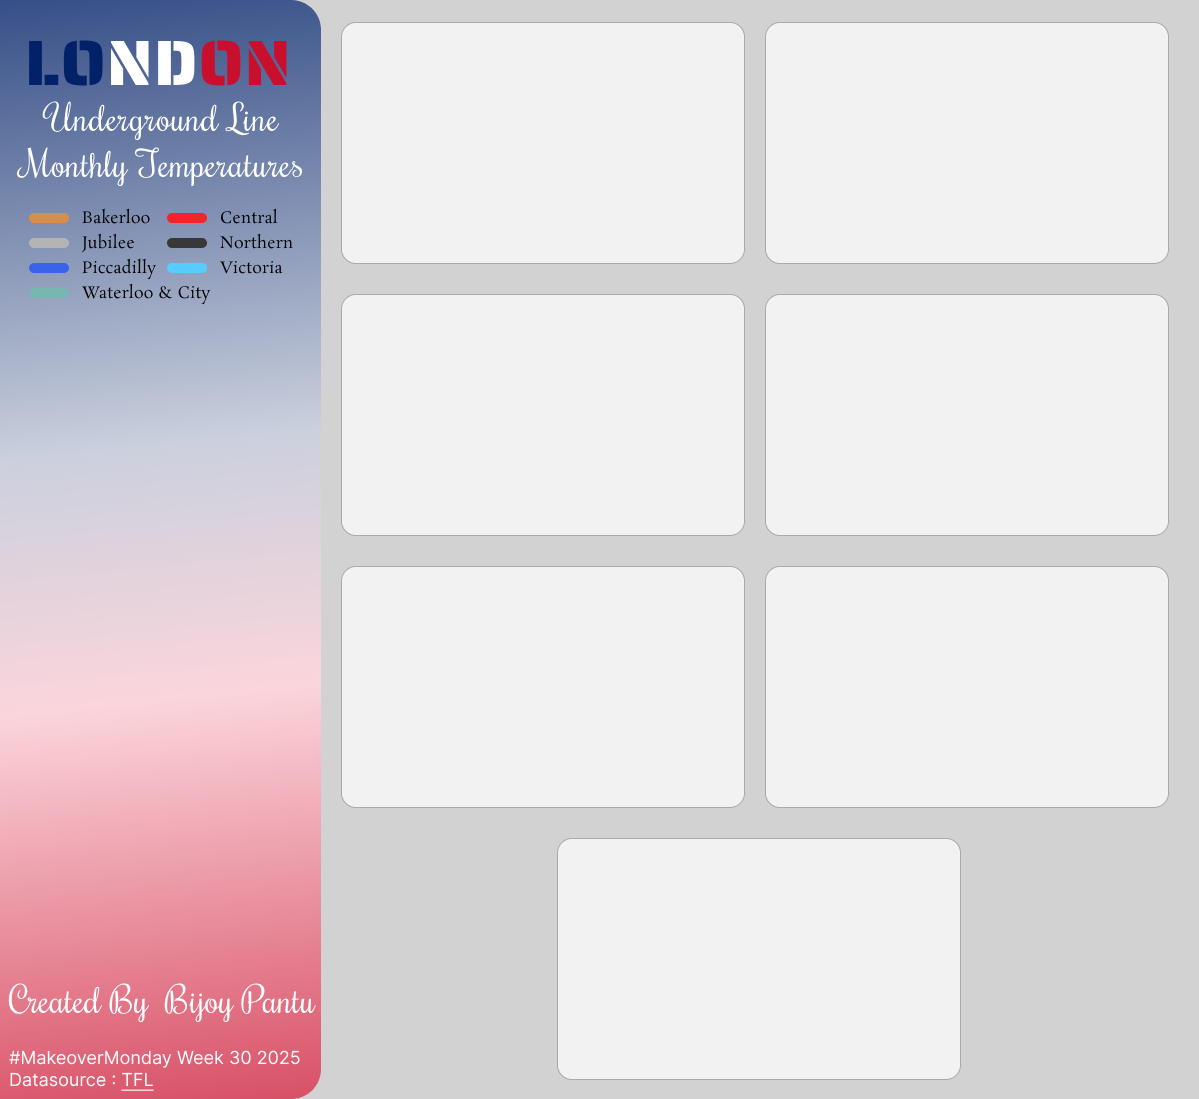 LONDON
Underground Line
Monthly Temperatures
Bakerloo Central
Jubilee Northern
Piccadilly Victoria
Waterloo & City
Created By Bijoy Pantu
#MakeoverMonday Week 30 2025
Datasource : TFL